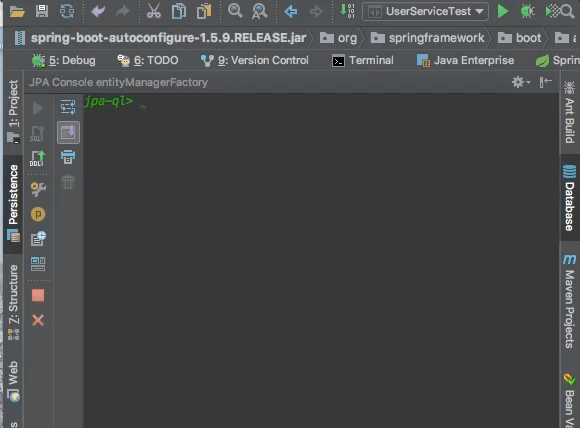 UserServiceTest
spring-boot-autoconfigure-1.5.9.RELEASE.jar org springframework boot a
5: Debug 6: TODO 9: Version Control Terminal Java Enterprise Sprin
JPA Console entityManagerFactory
jpa-ql>
1: Project
Persistence
Z: Structure
Web
SQL
DDL
p
Ant Build
Database
m Maven Projects
Bean Va